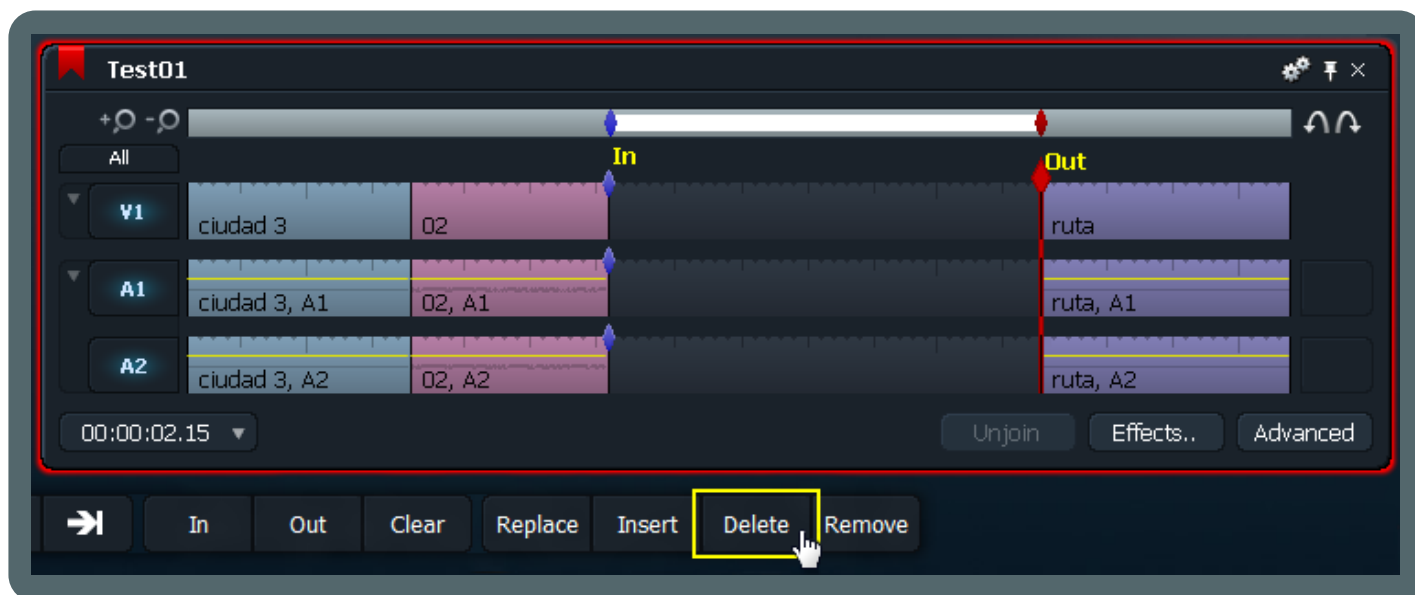 Test01
+ -
All
In
Out
V1
ciudad 3
02
ruta
A1
ciudad 3, A1
02, A1
ruta, A1
A2
ciudad 3, A2
02, A2
ruta, A2
00:00:02.15
Unjoin
Effects..
Advanced
In
Out
Clear
Replace
Insert
Delete
Remove